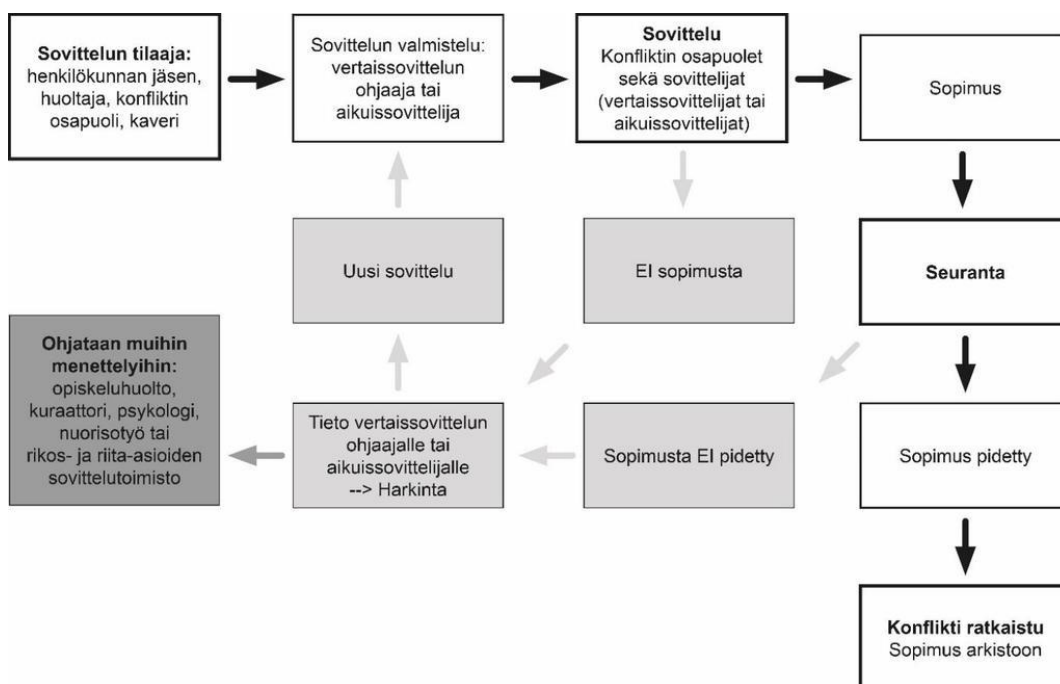 Sovittelun tilaaja:
henkilökunnan jäsen,
huoltaja, konfliktin
osapuoli, kaveri
Sovittelun valmistelu:
vertaissovittelun
ohjaaja tai
aikuissovittelija
Sovittelu
Konfliktin osapuolet
sekä sovittelijat
(vertaissovittelijat tai
aikuissovittelijat)
Sopimus
Uusi sovittelu
EI sopimusta
Seuranta
Ohjataan muihin
menettelyihin:
opiskeluhuolto,
kuraattori, psykologi,
nuorisotyö tai
rikos- ja riita-asioiden
sovittelutoimisto
Tieto vertaissovittelun
ohjaajalle tai
aikuissovittelijalle
--> Harkinta
Sopimusta EI pidetty
Sopimus pidetty
Konflikti ratkaistu
Sopimus arkistoon